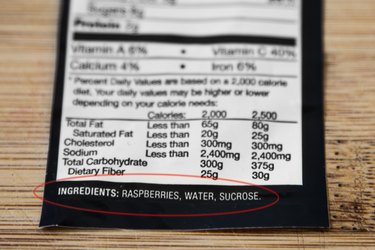 Sugars 8g
Protein 2g
Vitamin A 6% • Vitamin C 40%
Calcium 4% • Iron 6%
* Percent Daily Values are based on a 2,000 calorie
diet. Your daily values may be higher or lower
depending on your calorie needs:
Calories: 2,000 2,500
Total Fat Less than 65g 80g
Saturated Fat Less than 20g 25g
Cholesterol Less than 300mg 300mg
Sodium Less than 2,400mg 2,400mg
Total Carbohydrate 300g 375g
Dietary Fiber 25g 30g
INGREDIENTS: RASPBERRIES, WATER, SUCROSE.